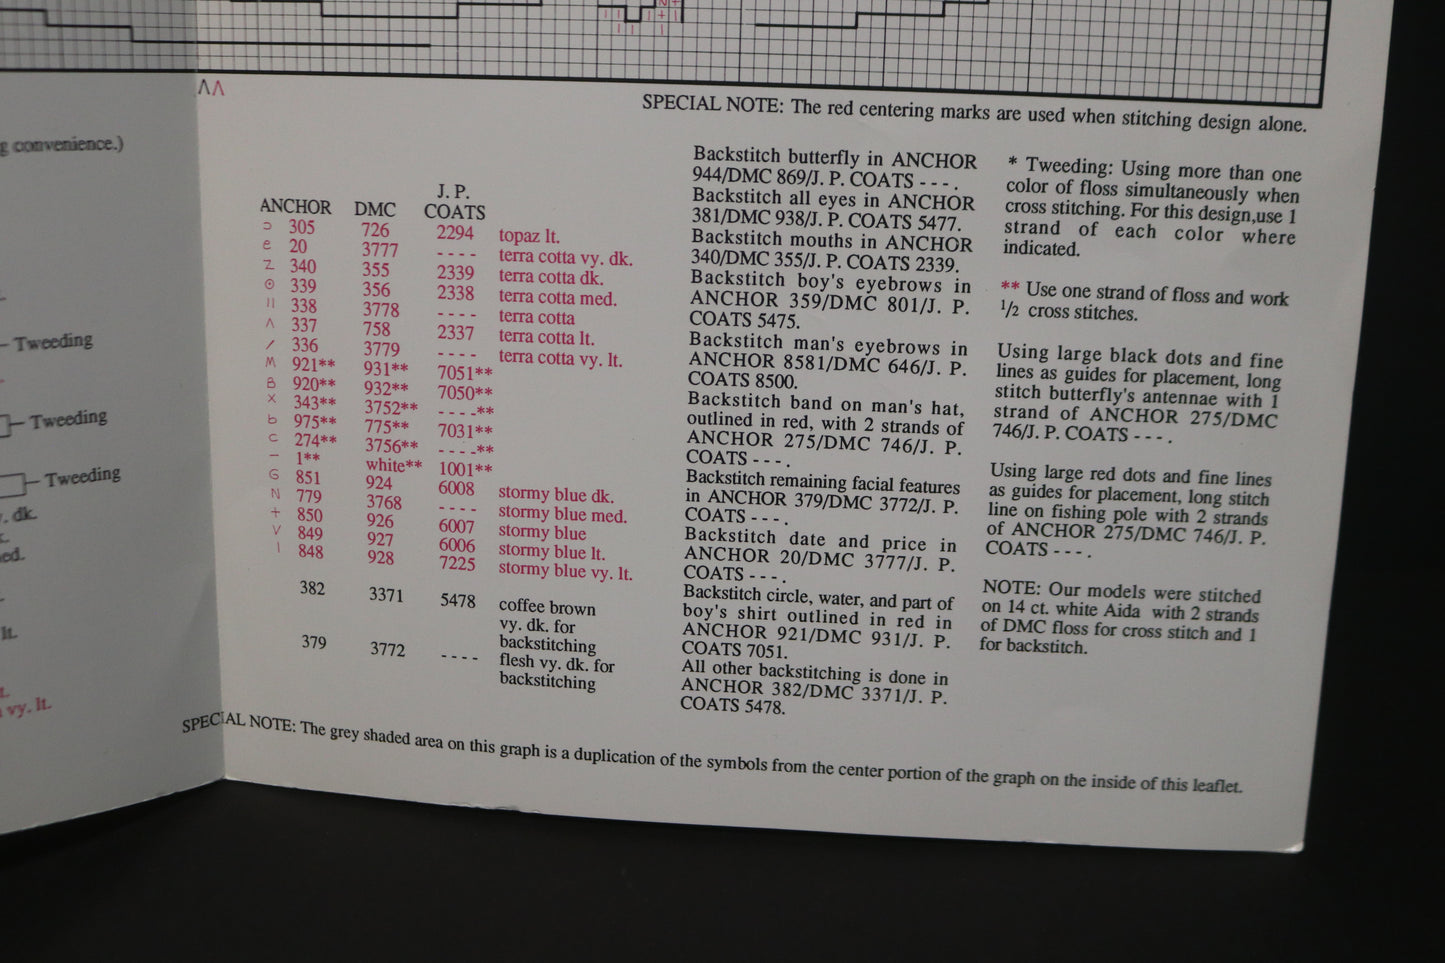 SPECIAL NOTE: The red centering marks are used when stitching design alone.
g convenience.)
Tweeding
Tweeding
Tweeding
. dk.
ed.
lt.
vy. lt.
J. P.
ANCHOR DMC COATS
ɔ 305 726 2294 topaz lt.
e 20 3777 - - - - terra cotta vy. dk.
Z 340 355 2339 terra cotta dk.
⊙ 339 356 2338 terra cotta med.
II 338 3778 - - - - terra cotta
^ 337 758 2337 terra cotta lt.
/ 336 3779 - - - - terra cotta vy. lt.
M 921** 931** 7051**
B 920** 932** 7050**
X 343** 3752** - - - -**
b 975** 775** 7031**
c 274** 3756** - - - -**
– 1** white** 1001**
G 851 924 6008 stormy blue dk.
N 779 3768 - - - - stormy blue med.
+ 850 926 6007 stormy blue
V 849 927 6006 stormy blue lt.
I 848 928 7225 stormy blue vy. lt.
382 3371 5478 coffee brown
vy. dk. for
backstitching
379 3772 - - - - flesh vy. dk. for
backstitching
Backstitch butterfly in ANCHOR
944/DMC 869/J. P. COATS - - - .
Backstitch all eyes in ANCHOR
381/DMC 938/J. P. COATS 5477.
Backstitch mouths in ANCHOR
340/DMC 355/J. P. COATS 2339.
Backstitch boy's eyebrows in
ANCHOR 359/DMC 801/J. P.
COATS 5475.
Backstitch man's eyebrows in
ANCHOR 8581/DMC 646/J. P.
COATS 8500.
Backstitch band on man's hat,
outlined in red, with 2 strands of
ANCHOR 275/DMC 746/J. P.
COATS - - - .
Backstitch remaining facial features
in ANCHOR 379/DMC 3772/J. P.
COATS - - - .
Backstitch date and price in
ANCHOR 20/DMC 3777/J. P.
COATS - - - .
Backstitch circle, water, and part of
boy's shirt outlined in red in
ANCHOR 921/DMC 931/J. P.
COATS 7051.
All other backstitching is done in
ANCHOR 382/DMC 3371/J. P.
COATS 5478.
* Tweeding: Using more than one
color of floss simultaneously when
cross stitching. For this design,use 1
strand of each color where
indicated.
** Use one strand of floss and work
1/2 cross stitches.
Using large black dots and fine
lines as guides for placement, long
stitch butterfly's antennae with 1
strand of ANCHOR 275/DMC
746/J. P. COATS - - - .
Using large red dots and fine lines
as guides for placement, long stitch
line on fishing pole with 2 strands
of ANCHOR 275/DMC 746/J. P.
COATS - - - .
NOTE: Our models were stitched
on 14 ct. white Aida with 2 strands
of DMC floss for cross stitch and 1
for backstitch.
SPECIAL NOTE: The grey shaded area on this graph is a duplication of the symbols from the center portion of the graph on the inside of this leaflet.